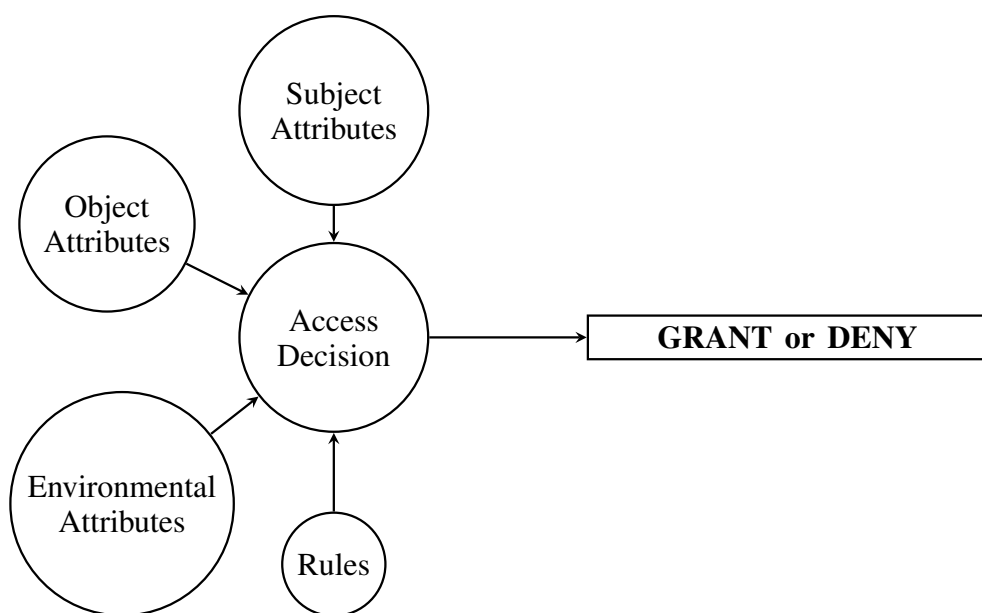 Subject
Attributes
Object
Attributes
Access
Decision
GRANT or DENY
Environmental
Attributes
Rules